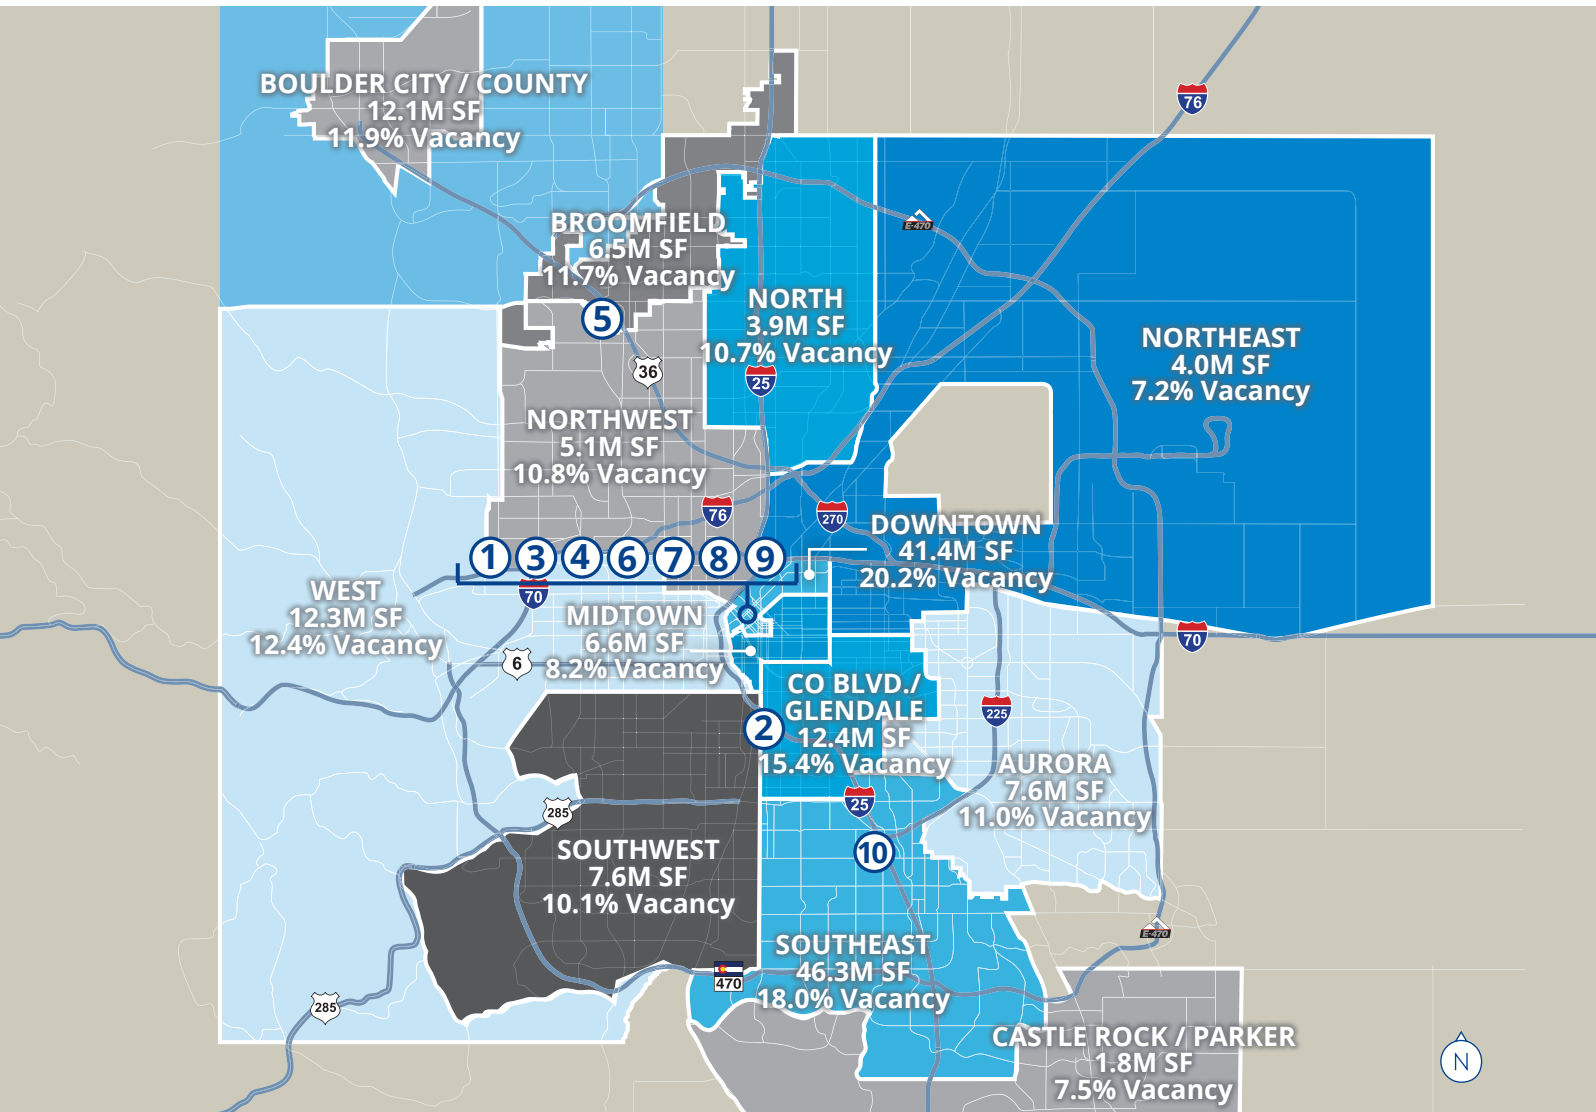 BOULDER CITY / COUNTY
12.1M SF
11.9% Vacancy
76
BROOMFIELD
6.5M SF
11.7% Vacancy
E-470
5
NORTH
3.9M SF
10.7% Vacancy
NORTHEAST
4.0M SF
7.2% Vacancy
36
25
NORTHWEST
5.1M SF
10.8% Vacancy
76
270
DOWNTOWN
41.4M SF
20.2% Vacancy
1 3 4 6 7 8 9
70
WEST
12.3M SF
12.4% Vacancy
MIDTOWN
6.6M SF
8.2% Vacancy
6
70
CO BLVD./
GLENDALE
12.4M SF
15.4% Vacancy
2
225
AURORA
7.6M SF
11.0% Vacancy
285
25
10
SOUTHWEST
7.6M SF
10.1% Vacancy
E-470
SOUTHEAST
46.3M SF
18.0% Vacancy
470
285
CASTLE ROCK / PARKER
1.8M SF
7.5% Vacancy
N